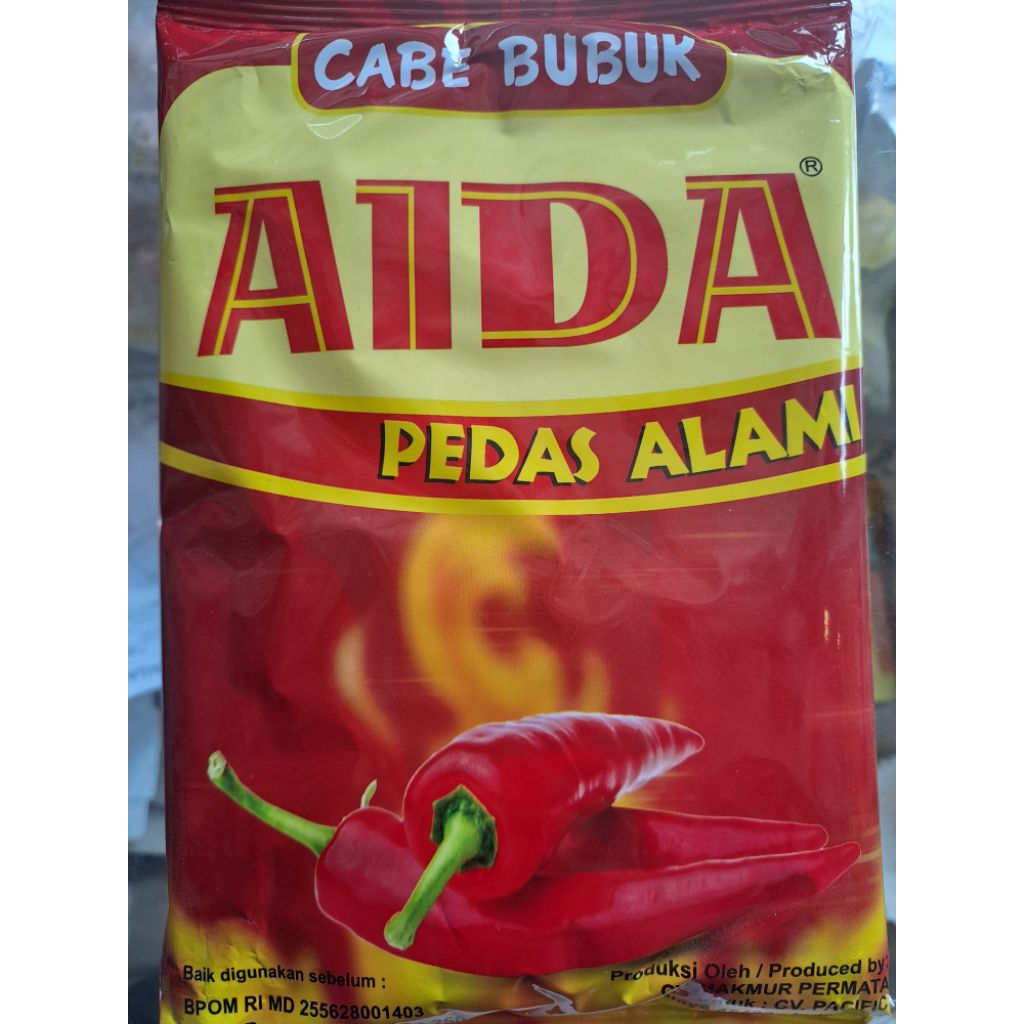 CABE BUBUK
AIDA®
PEDAS ALAMI
Baik digunakan sebelum :
BPOM RI MD 255628001403
Produksi Oleh / Produced by :
MAKMUR PERMATA
: CV. PACIFIC